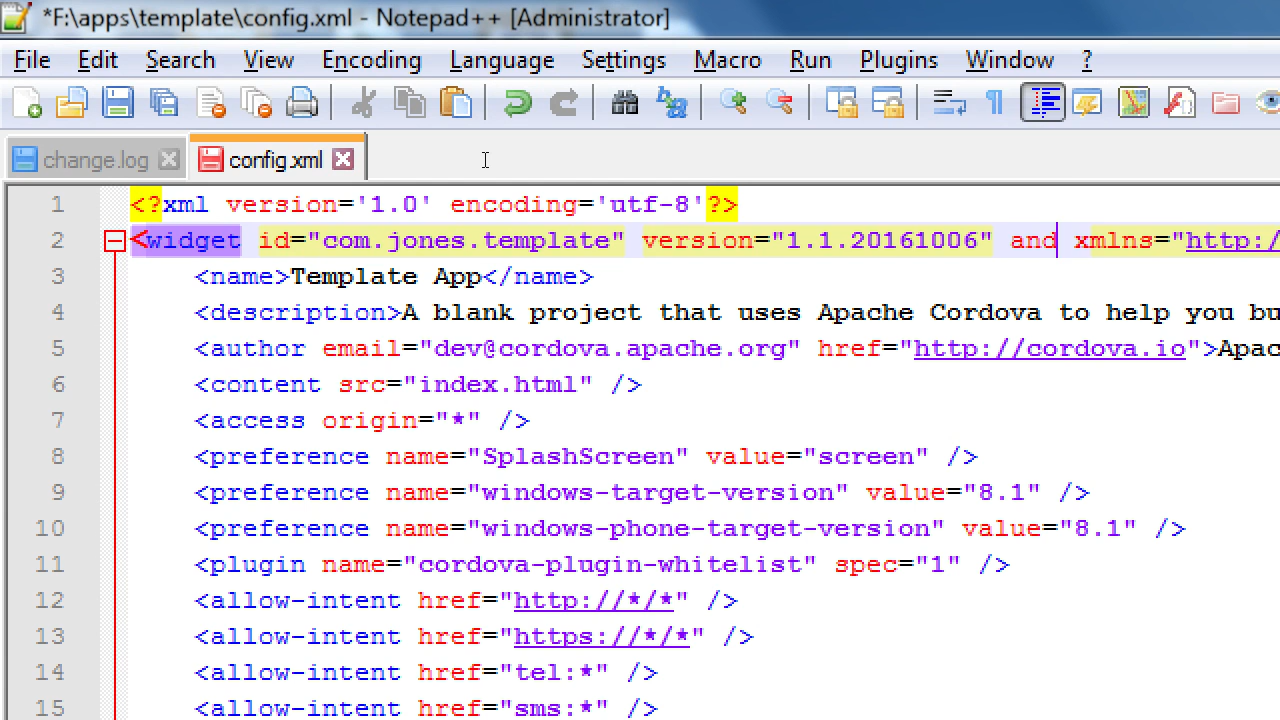 *F:\apps\template\config.xml - Notepad++ [Administrator]
File Edit Search View Encoding Language Settings Macro Run Plugins Window ?
change.log config.xml
1 <?xml version='1.0' encoding='utf-8'?>
2 <widget id="com.jones.template" version="1.1.20161006" and xmlns="http:/
3 <name>Template App</name>
4 <description>A blank project that uses Apache Cordova to help you bu
5 <author email="dev@cordova.apache.org" href="http://cordova.io">Apac
6 <content src="index.html" />
7 <access origin="*" />
8 <preference name="SplashScreen" value="screen" />
9 <preference name="windows-target-version" value="8.1" />
10 <preference name="windows-phone-target-version" value="8.1" />
11 <plugin name="cordova-plugin-whitelist" spec="1" />
12 <allow-intent href="http://*/*" />
13 <allow-intent href="https://*/*" />
14 <allow-intent href="tel:*" />
15 <allow-intent href="sms:*" />